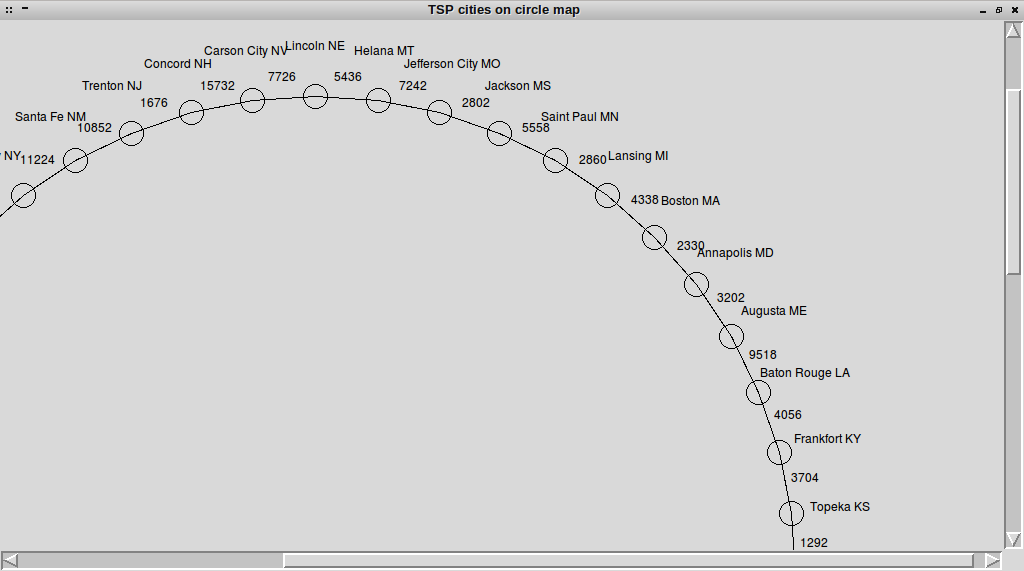 TSP cities on circle map
Lincoln NE
Carson City NV
Helana MT
Concord NH
Jefferson City MO
7726
5436
Trenton NJ
15732
7242
Jackson MS
1676
2802
Santa Fe NM
Saint Paul MN
10852
5558
NY
11224
2860
Lansing MI
4338
Boston MA
2330
Annapolis MD
3202
Augusta ME
9518
Baton Rouge LA
4056
Frankfort KY
3704
Topeka KS
1292